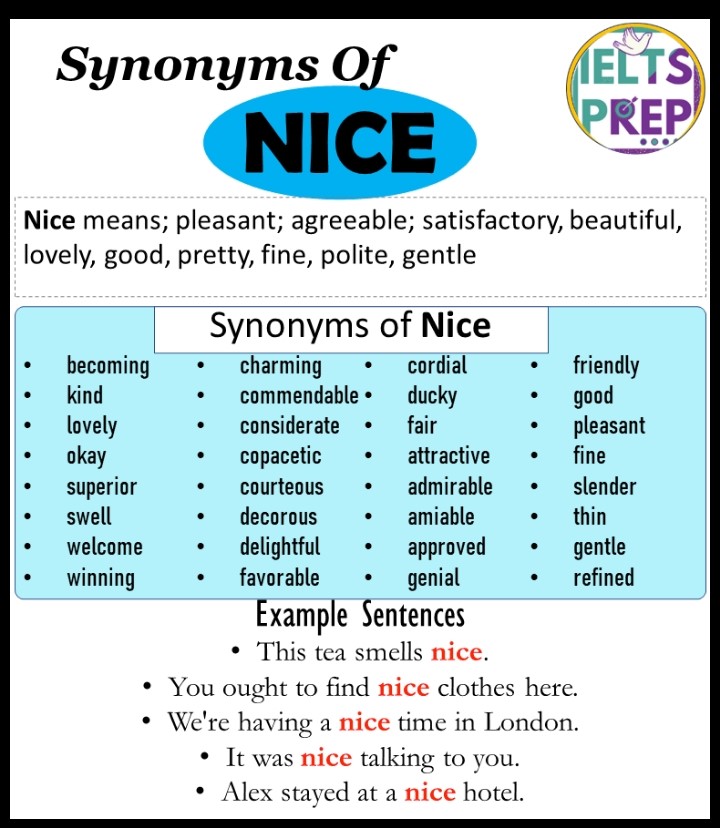 Synonyms Of
NICE
IELTS
PREP
Nice means; pleasant; agreeable; satisfactory, beautiful,
lovely, good, pretty, fine, polite, gentle
Synonyms of Nice
• becoming • charming • cordial • friendly
• kind • commendable • ducky • good
• lovely • considerate • fair • pleasant
• okay • copacetic • attractive • fine
• superior • courteous • admirable • slender
• swell • decorous • amiable • thin
• welcome • delightful • approved • gentle
• winning • favorable • genial • refined
Example Sentences
• This tea smells nice.
• You ought to find nice clothes here.
• We're having a nice time in London.
• It was nice talking to you.
• Alex stayed at a nice hotel.